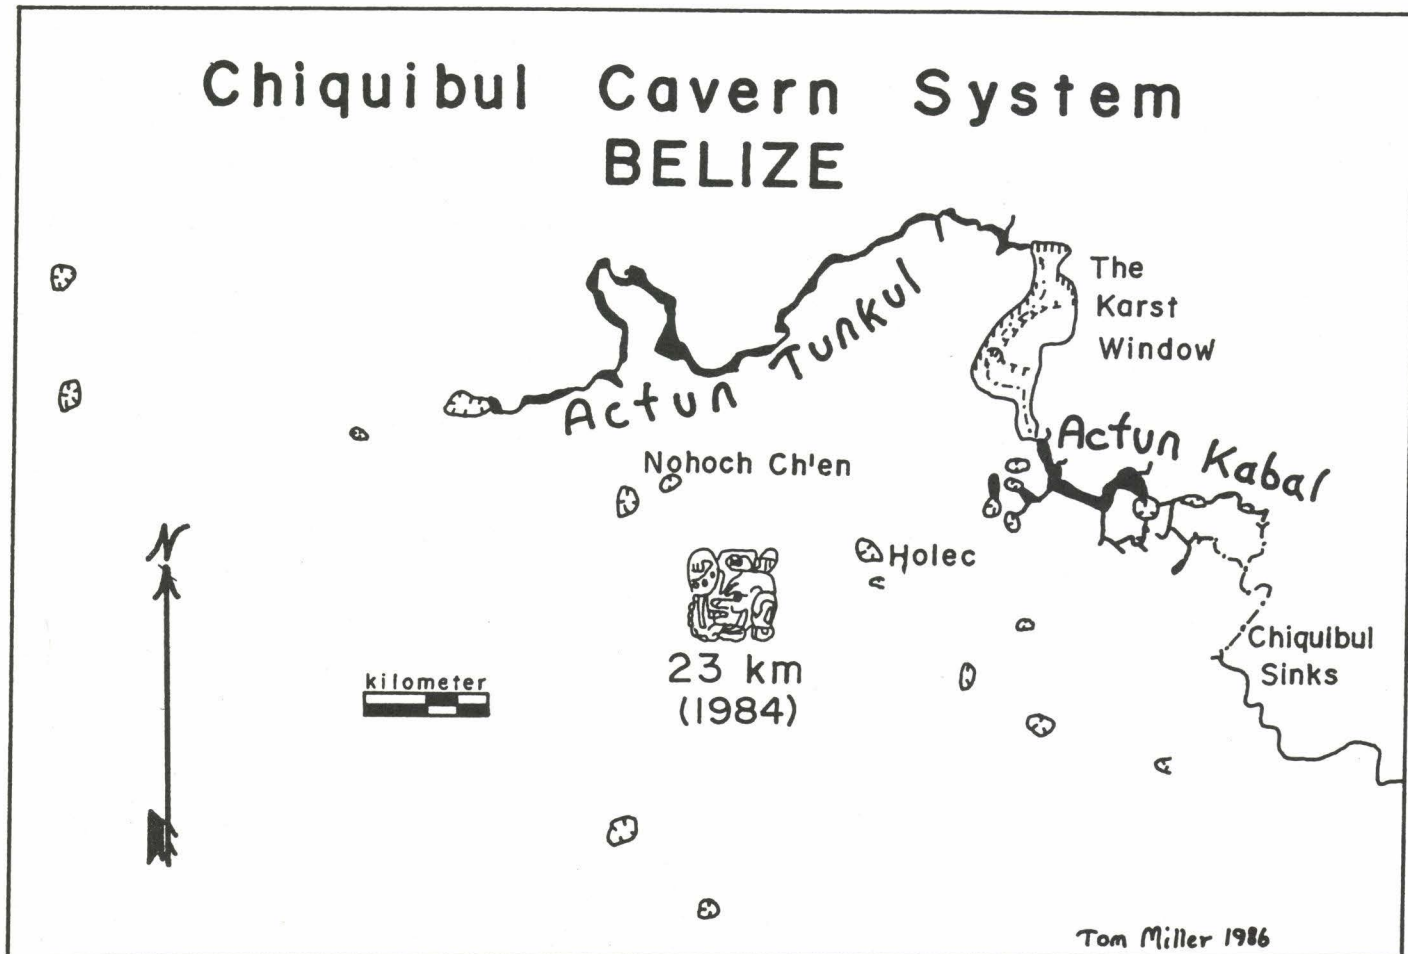 Chiquibul Cavern System
BELIZE
The
Karst
Window
Actun Tunkul
Actun Kabal
Nohoch Ch'en
N
Holec
kilometer
23 km
(1984)
Chiquibul
Sinks
Tom Miller 1986